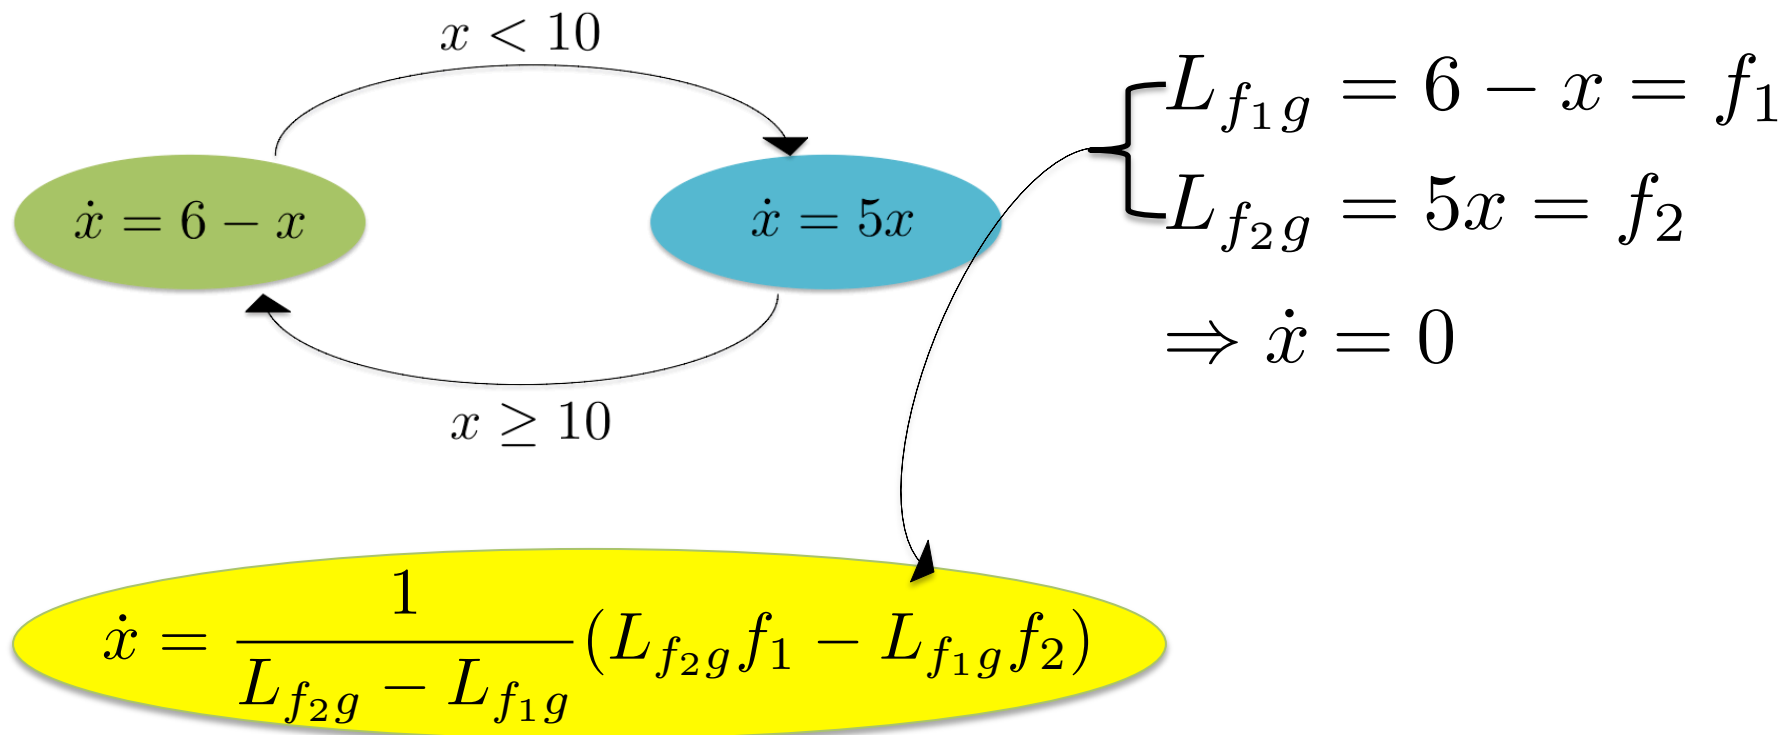 x < 10
ẋ = 6 − x
ẋ = 5x
x ≥ 10
L_{f_1 g} = 6 − x = f_1
L_{f_2 g} = 5x = f_2
⇒ ẋ = 0
ẋ = \frac{1}{L_{f_2 g} − L_{f_1 g}}(L_{f_2 g} f_1 − L_{f_1 g} f_2)